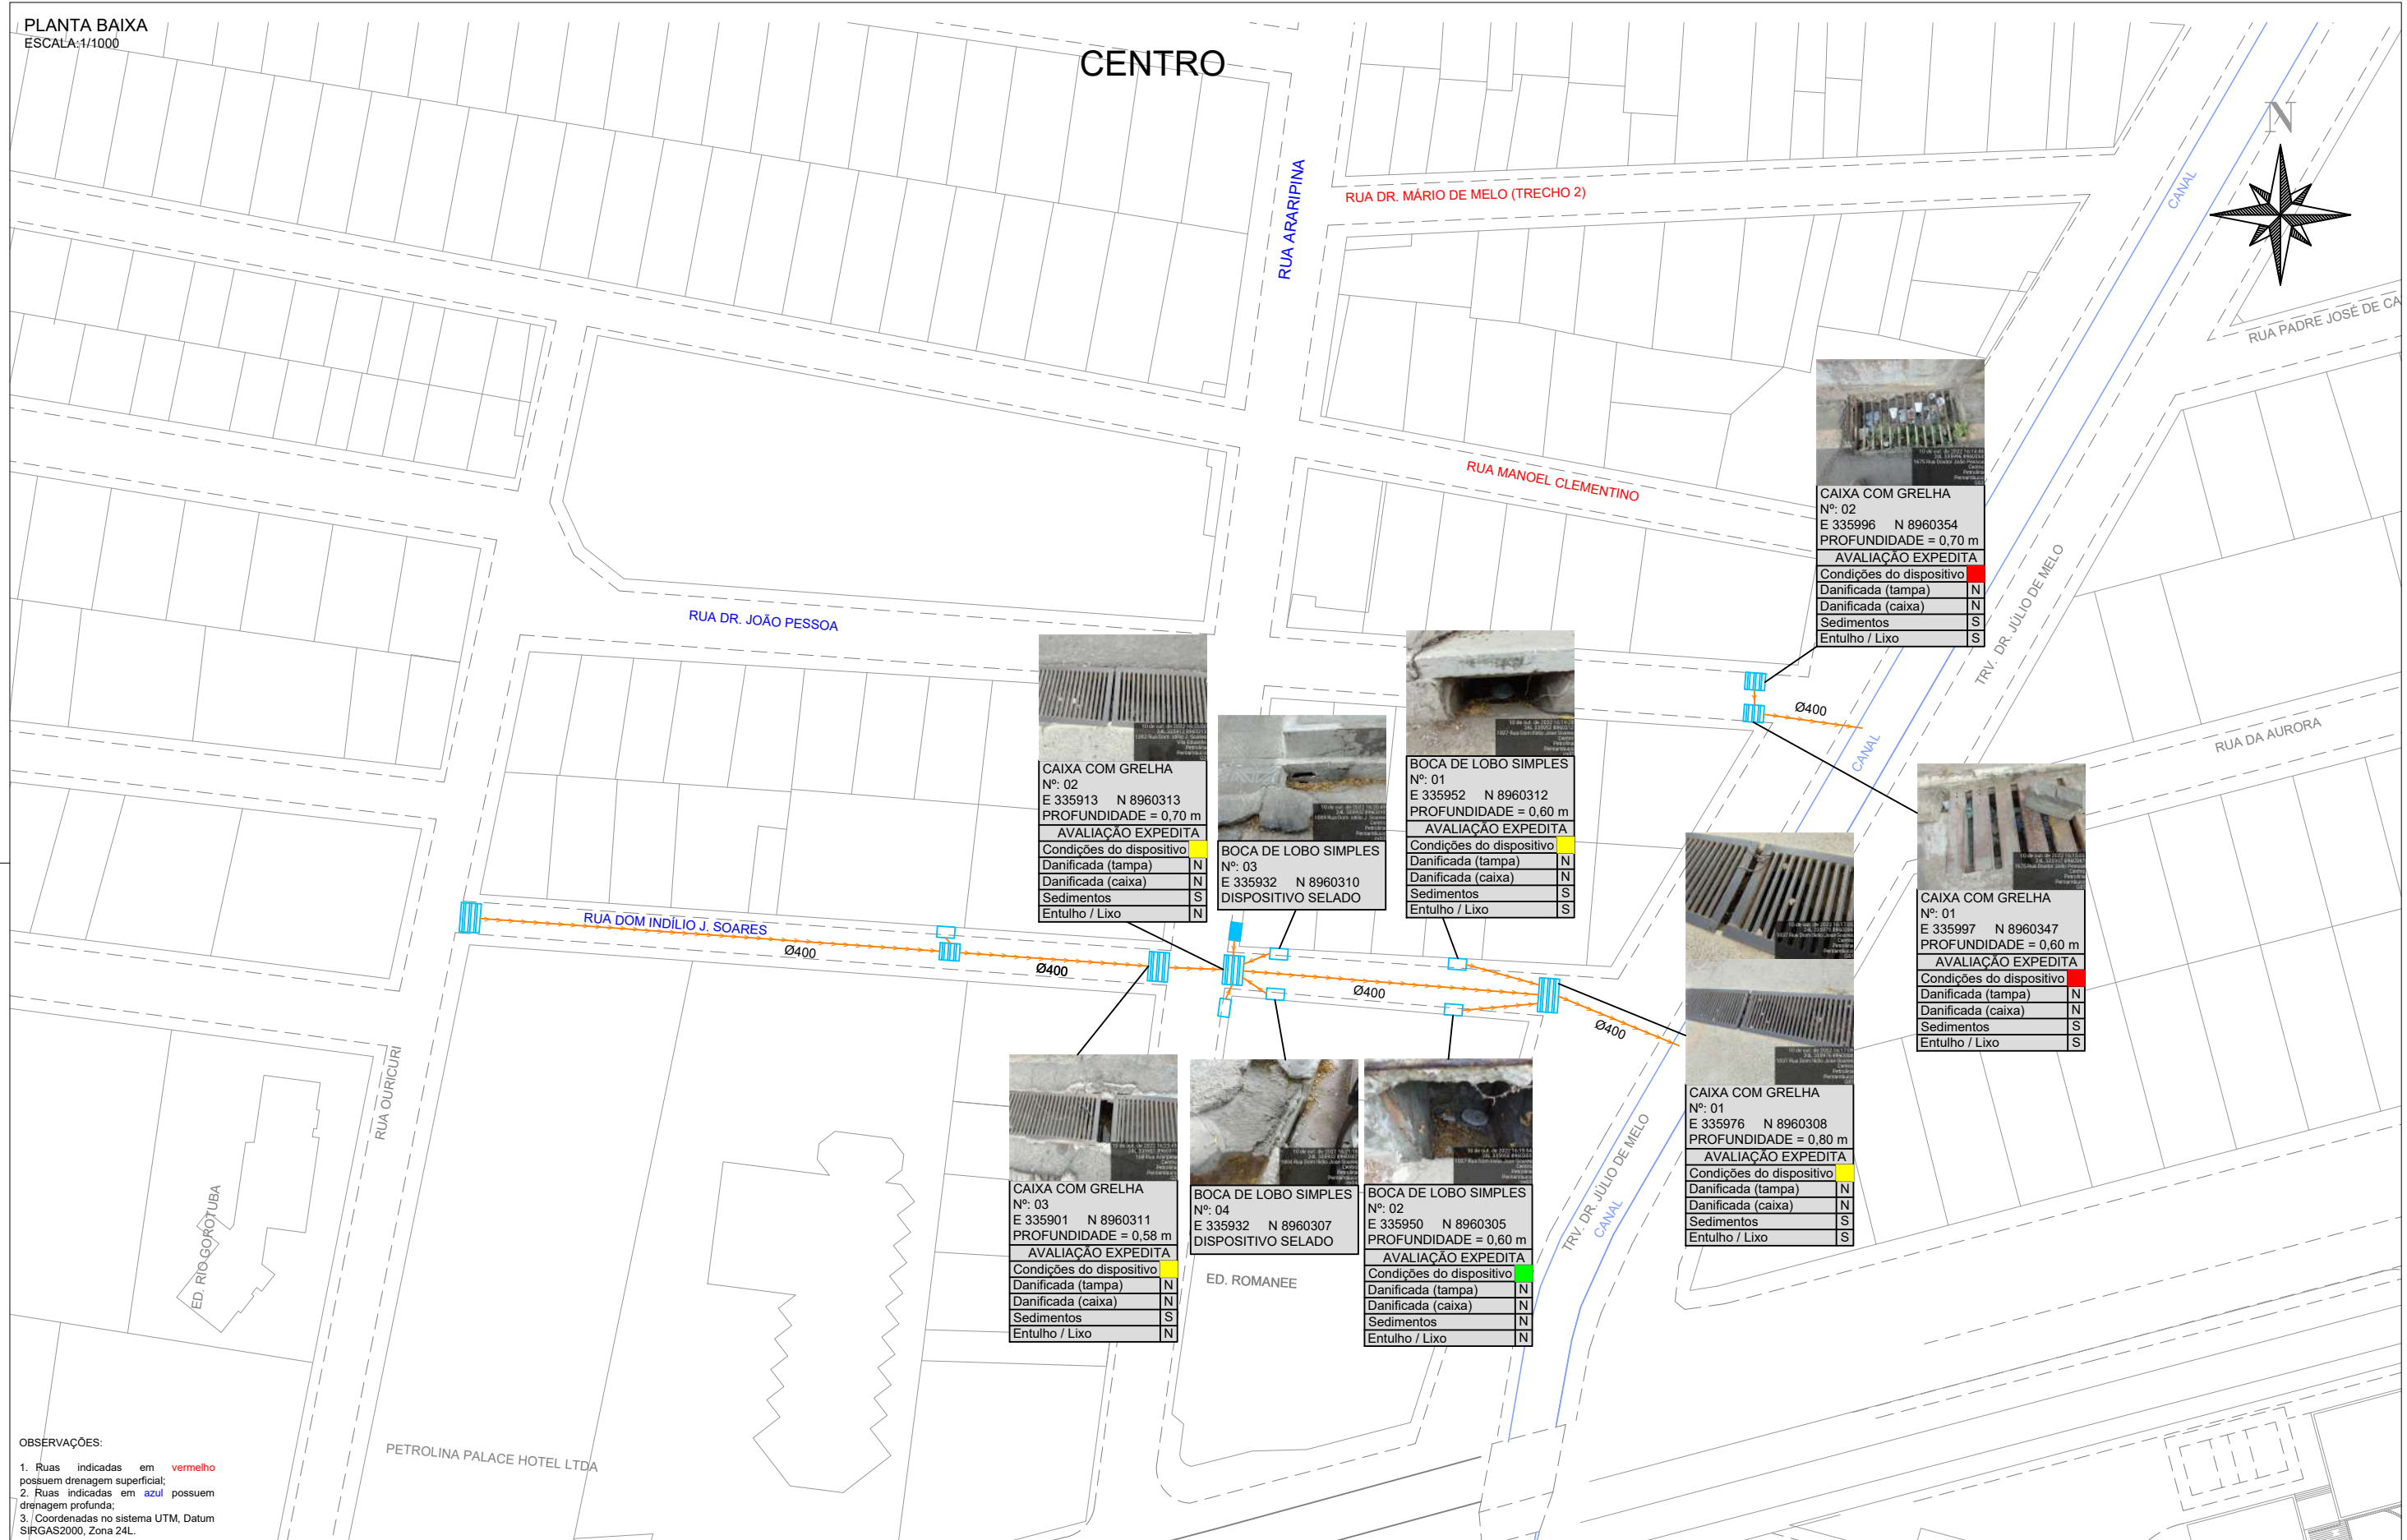 PLANTA BAIXA
ESCALA:1/1000
CENTRO
N
RUA ARARIPINA
RUA DR. MÁRIO DE MELO (TRECHO 2)
CANAL
RUA PADRE JOSÉ DE CA
RUA MANOEL CLEMENTINO
RUA DR. JOÃO PESSOA
TRV. DR. JÚLIO DE MELO
RUA DA AURORA
CAIXA COM GRELHA
Nº: 02
E 335996 N 8960354
PROFUNDIDADE = 0,70 m
AVALIAÇÃO EXPEDITA
Condições do dispositivo
Danificada (tampa) N
Danificada (caixa) N
Sedimentos S
Entulho / Lixo S
Ø400
CANAL
CAIXA COM GRELHA
Nº: 02
E 335913 N 8960313
PROFUNDIDADE = 0,70 m
AVALIAÇÃO EXPEDITA
Condições do dispositivo
Danificada (tampa) N
Danificada (caixa) N
Sedimentos S
Entulho / Lixo N
BOCA DE LOBO SIMPLES
Nº: 03
E 335932 N 8960310
DISPOSITIVO SELADO
BOCA DE LOBO SIMPLES
Nº: 01
E 335952 N 8960312
PROFUNDIDADE = 0,60 m
AVALIAÇÃO EXPEDITA
Condições do dispositivo
Danificada (tampa) N
Danificada (caixa) N
Sedimentos S
Entulho / Lixo S
CAIXA COM GRELHA
Nº: 01
E 335997 N 8960347
PROFUNDIDADE = 0,60 m
AVALIAÇÃO EXPEDITA
Condições do dispositivo
Danificada (tampa) N
Danificada (caixa) N
Sedimentos S
Entulho / Lixo S
RUA DOM INDÍLIO J. SOARES
Ø400
Ø400
Ø400
Ø400
RUA OURICURI
CAIXA COM GRELHA
Nº: 03
E 335901 N 8960311
PROFUNDIDADE = 0,58 m
AVALIAÇÃO EXPEDITA
Condições do dispositivo
Danificada (tampa) N
Danificada (caixa) N
Sedimentos S
Entulho / Lixo N
BOCA DE LOBO SIMPLES
Nº: 04
E 335932 N 8960307
DISPOSITIVO SELADO
BOCA DE LOBO SIMPLES
Nº: 02
E 335950 N 8960305
PROFUNDIDADE = 0,60 m
AVALIAÇÃO EXPEDITA
Condições do dispositivo
Danificada (tampa) N
Danificada (caixa) N
Sedimentos N
Entulho / Lixo N
CAIXA COM GRELHA
Nº: 01
E 335976 N 8960308
PROFUNDIDADE = 0,80 m
AVALIAÇÃO EXPEDITA
Condições do dispositivo
Danificada (tampa) N
Danificada (caixa) N
Sedimentos S
Entulho / Lixo S
TRV. DR. JÚLIO DE MELO
CANAL
ED. RIO GOROTUBA
ED. ROMANEE
PETROLINA PALACE HOTEL LTDA
OBSERVAÇÕES:
1. Ruas indicadas em vermelho
possuem drenagem superficial;
2. Ruas indicadas em azul possuem
drenagem profunda;
3. Coordenadas no sistema UTM, Datum
SIRGAS2000, Zona 24L.